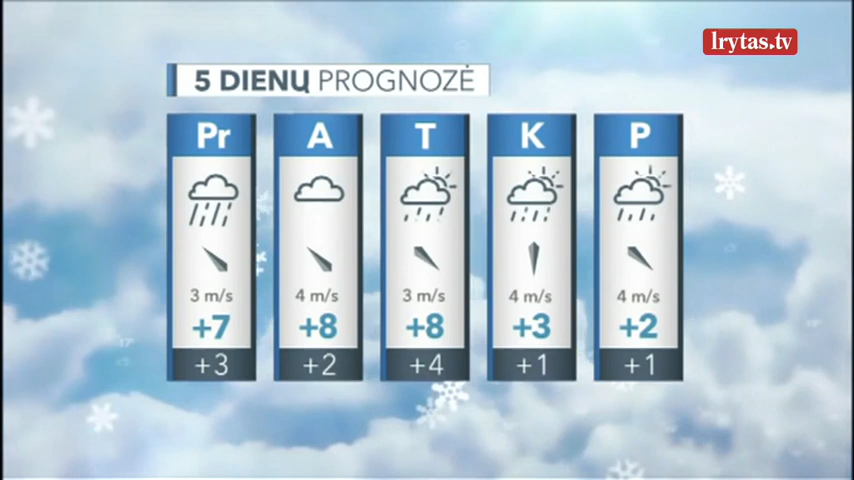 lrytas.tv
5 DIENŲ PROGNOZĖ
Pr A T K P
3 m/s 4 m/s 3 m/s 4 m/s 4 m/s
+7 +8 +8 +3 +2
+3 +2 +4 +1 +1